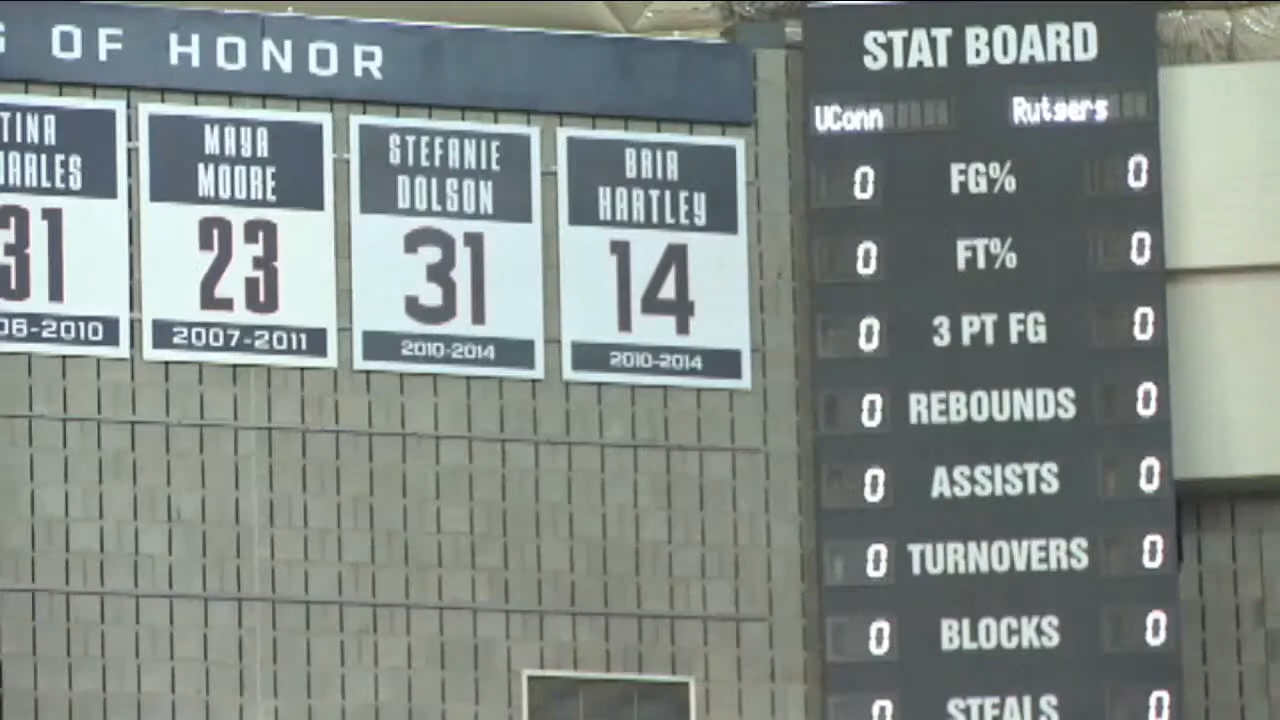 OF HONOR
TINA
31
2010
MAYA
MOORE
23
2007-2011
STEFANIE
DOLSON
31
2010-2014
BRIA
HARTLEY
14
2010-2014
STAT BOARD
UConn Rutgers
0 FG% 0
0 FT% 0
0 3 PT FG 0
0 REBOUNDS 0
0 ASSISTS 0
0 TURNOVERS 0
0 BLOCKS 0
0 STEALS 0